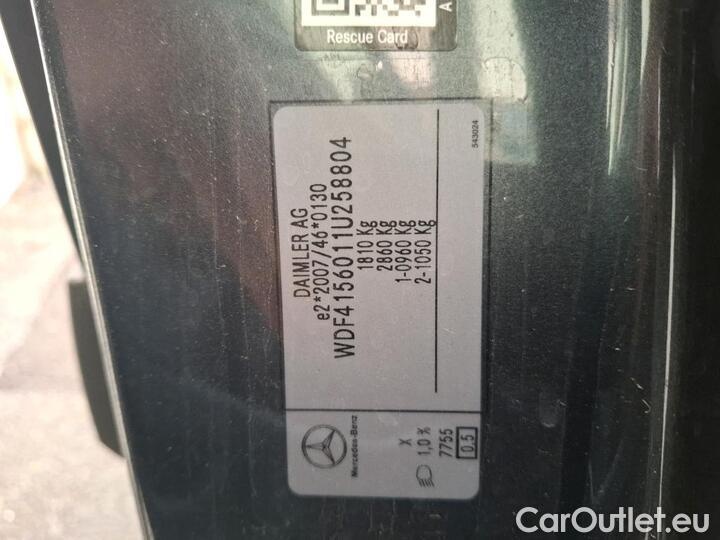 Rescue Card
A
DAIMLER AG
e2*2007/46*0130
WDF4156011U258804
1810 Kg
2860 Kg
1-0960 Kg
2-1050 Kg
543024
Mercedes-Benz
X
1,0 %
7755
0.5
CarOutlet.eu